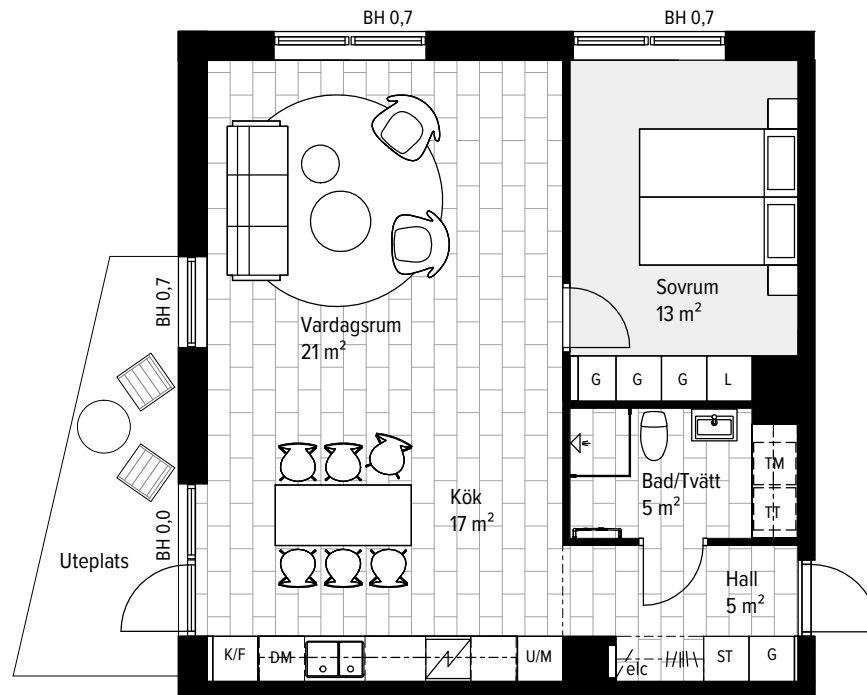 BH 0,7
BH 0,7
BH 0,7
Sovrum
13 m²
Vardagsrum
21 m²
G
G
G
L
Bad/Tvätt
5 m²
TM
TT
Kök
17 m²
BH 0,0
Uteplats
Hall
5 m²
K/F
DM
U/M
elc
ST
G